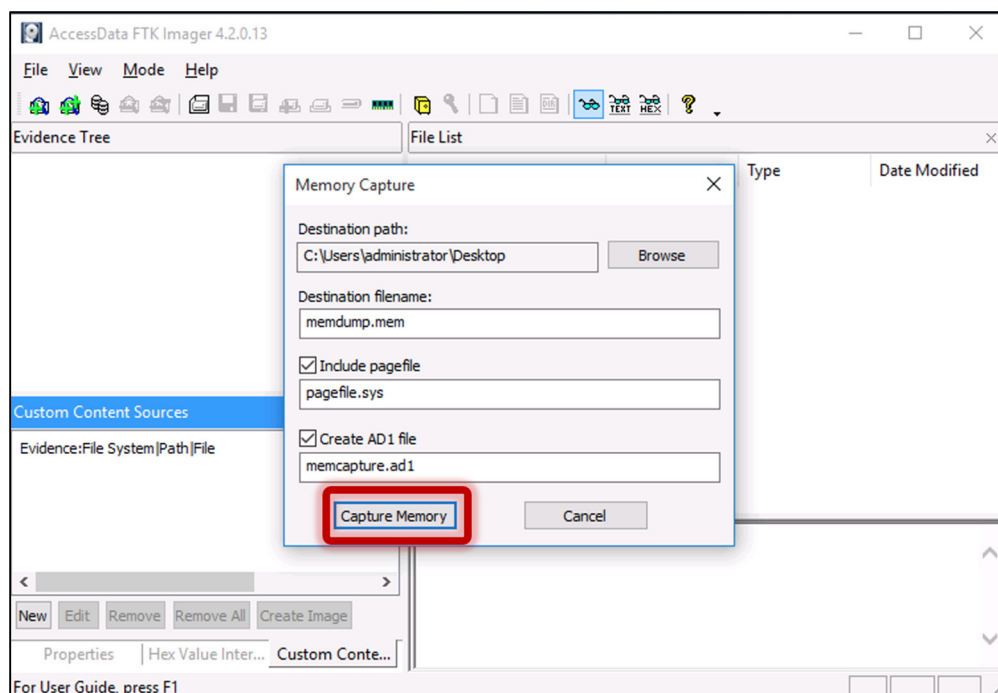 AccessData FTK Imager 4.2.0.13
File View Mode Help
TEXT HEX
Evidence Tree
File List
Type Date Modified
Memory Capture
Destination path:
C:\Users\administrator\Desktop Browse
Destination filename:
memdump.mem
Include pagefile
pagefile.sys
Create AD1 file
memcapture.ad1
Capture Memory Cancel
Custom Content Sources
Evidence:File System|Path|File
New Edit Remove Remove All Create Image
Properties Hex Value Inter... Custom Conte...
For User Guide, press F1